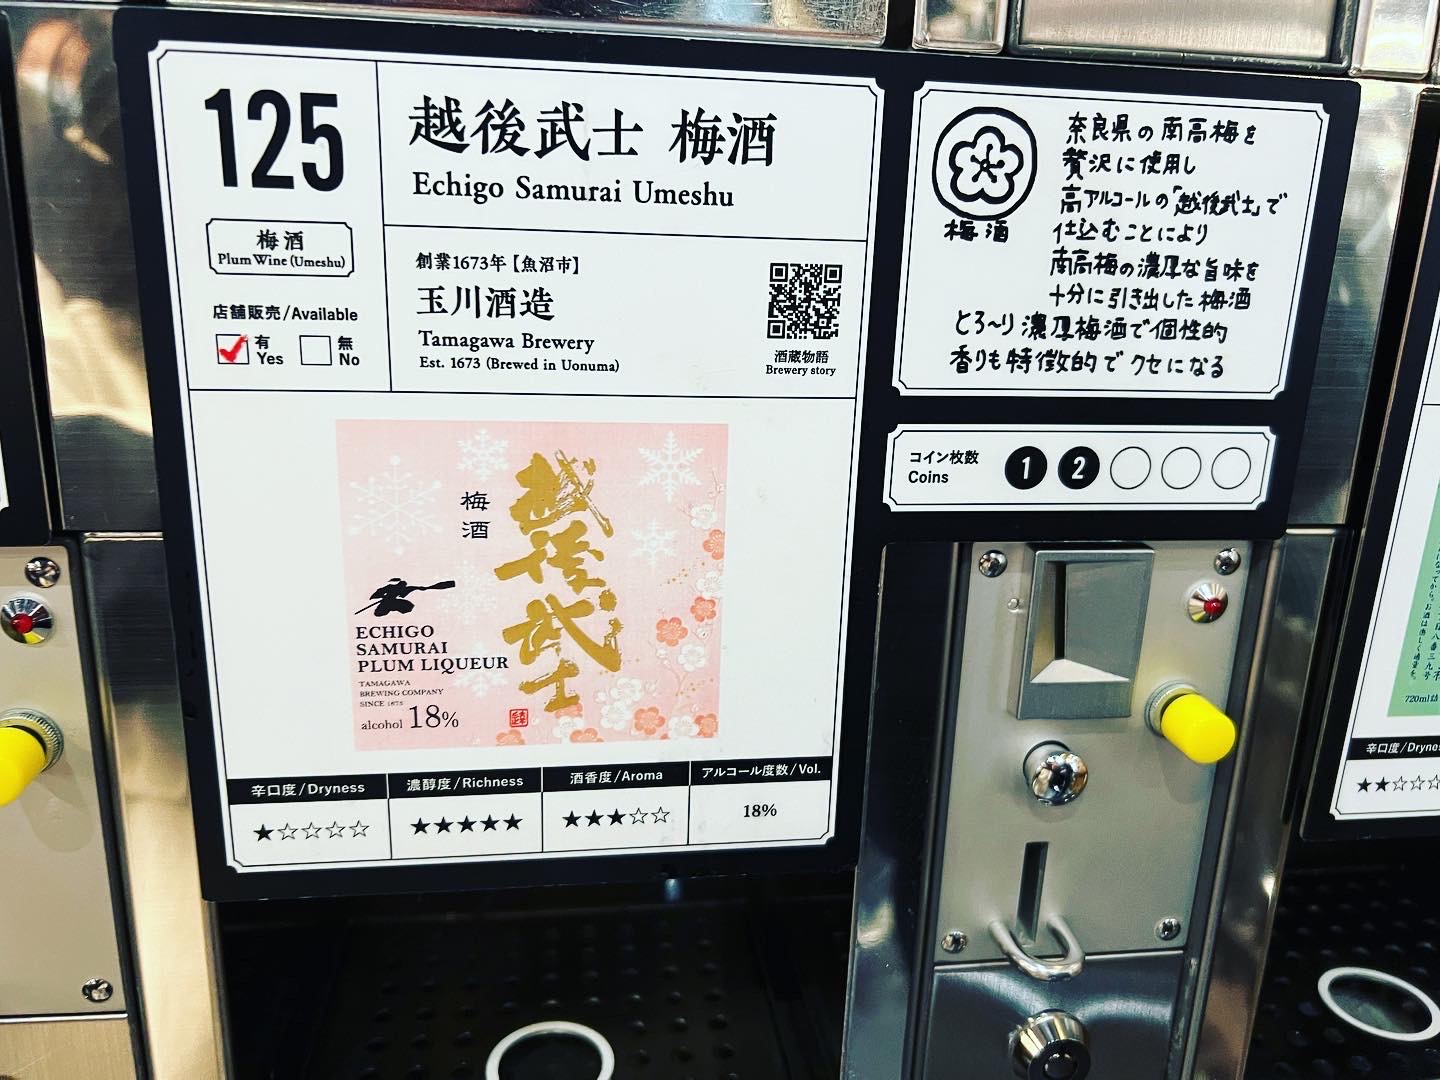 125
梅酒
Plum Wine (Umeshu)
店舗販売/Available
有
Yes
無
No
越後武士 梅酒
Echigo Samurai Umeshu
創業1673年【魚沼市】
玉川酒造
Tamagawa Brewery
Est. 1673 (Brewed in Uonuma)
酒蔵物語
Brewery story
梅酒
越後武士
ECHIGO
SAMURAI
PLUM LIQUEUR
TAMAGAWA
BREWING COMPANY
SINCE 1673
alcohol 18%
辛口度/Dryness
★☆☆☆☆
濃醇度/Richness
★★★★★
酒香度/Aroma
★★★☆☆
アルコール度数/Vol.
18%
梅酒
奈良県の南高梅を
贅沢に使用し
高アルコールの「越後武士」で
仕込むことにより
南高梅の濃厚な旨味を
十分に引き出した梅酒
とろ〜り濃厚梅酒で個性的
香りも特徴的でクセになる
コイン枚数
Coins
1 2
720ml詰
辛口度/Dryness
★★☆☆☆